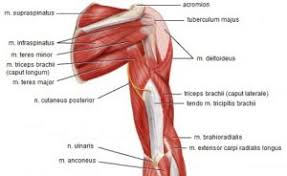 m. supraspinatus
m. infraspinatus
m. teres minor
m. triceps brachii
(caput longum)
m. teres major
n. cutaneus posterior
n. ulnaris
m. anconeus
acromios
tuberculum majus
m. deltoideus
triceps brachii (caput laterale)
tendo m. tricipitis brachii
m. brahioradialis
m. extensor carpi radialis longus